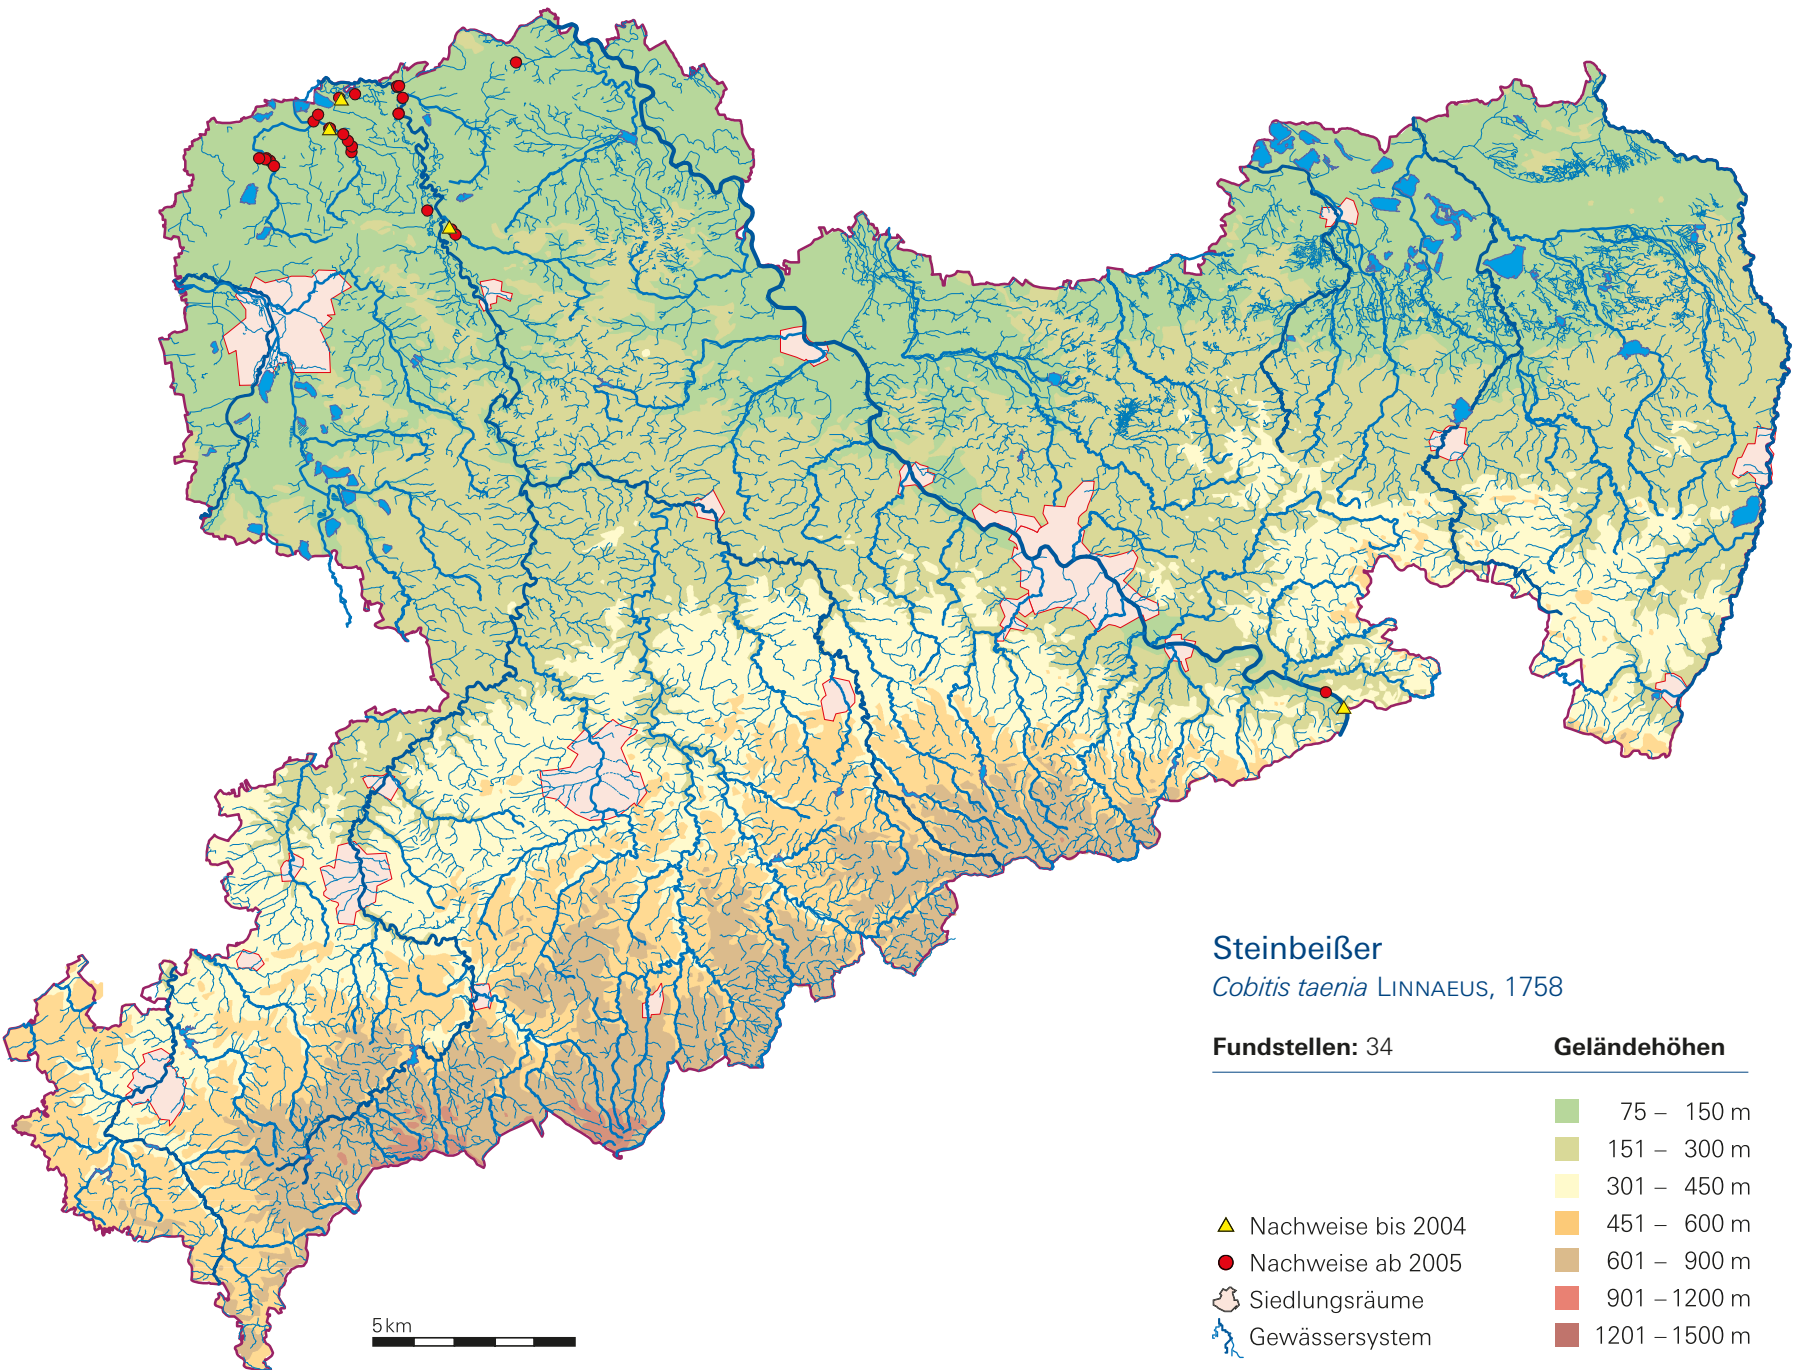 Steinbeißer
Cobitis taenia LINNAEUS, 1758
Fundstellen: 34 Geländehöhen
75 – 150 m
151 – 300 m
301 – 450 m
451 – 600 m
601 – 900 m
901 – 1200 m
1201 – 1500 m
Nachweise bis 2004
Nachweise ab 2005
Siedlungsräume
Gewässersystem
5 km